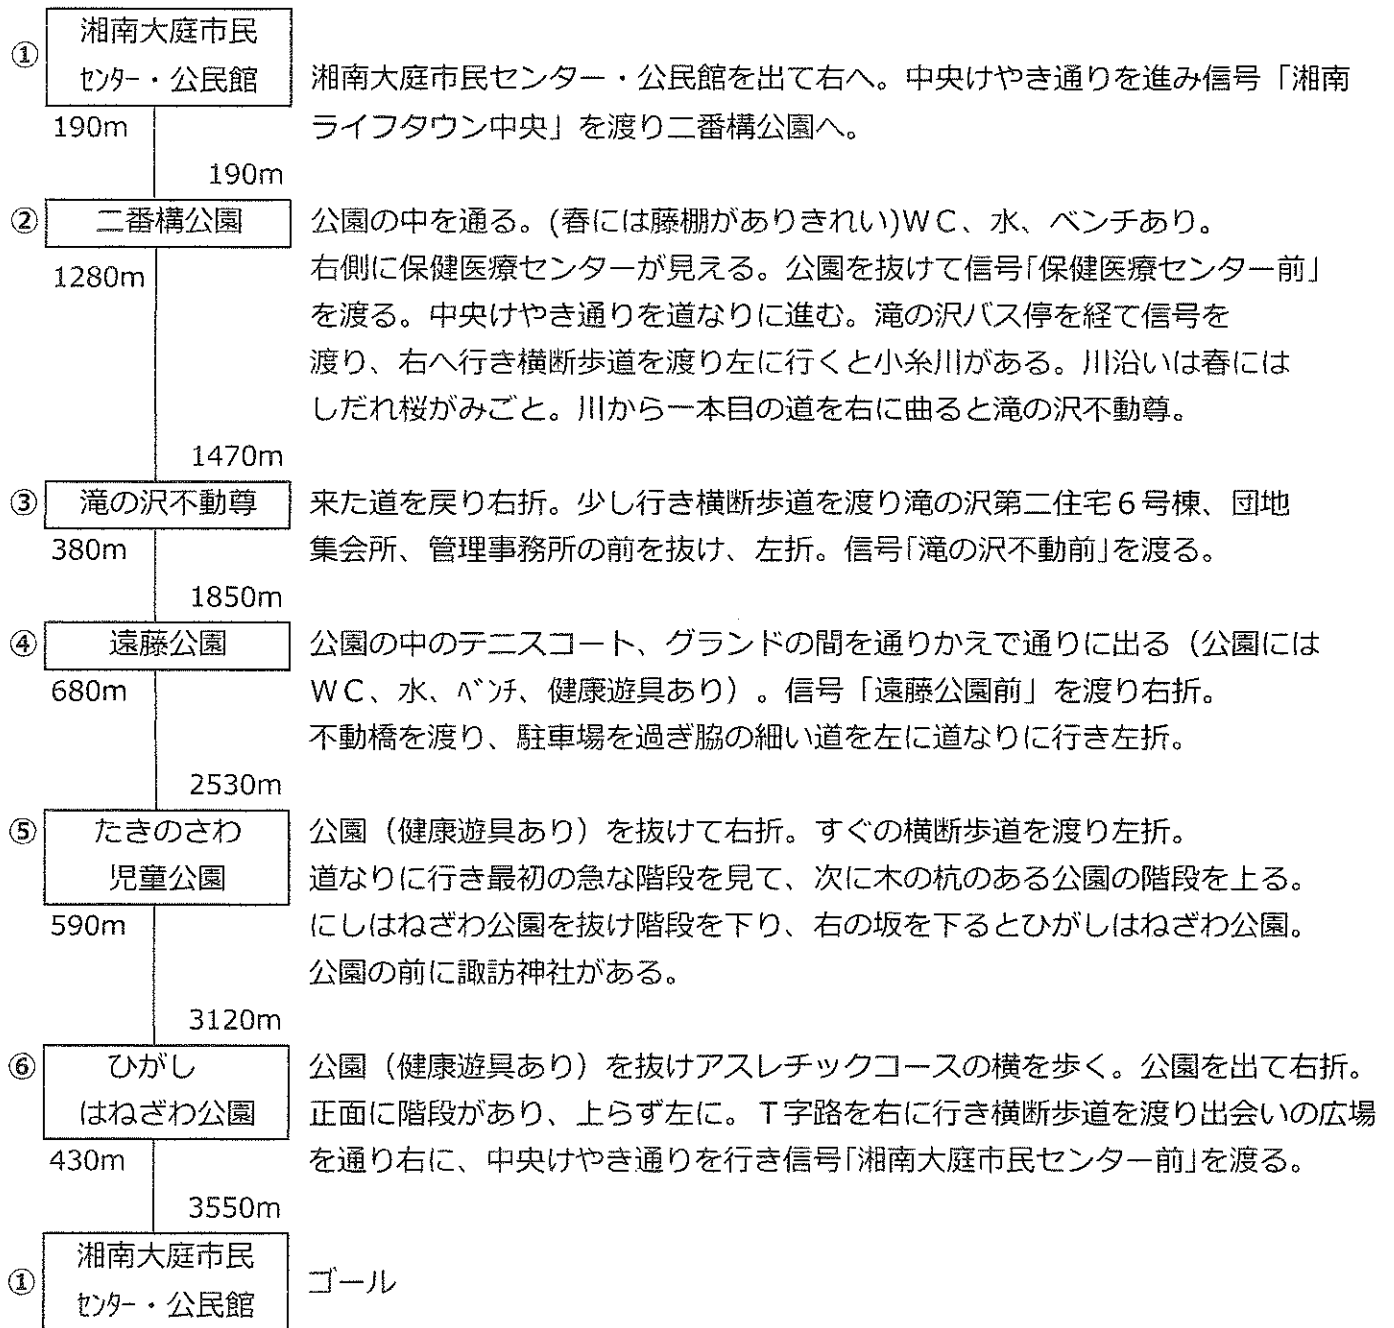 ①
湘南大庭市民
センター・公民館
湘南大庭市民センター・公民館を出て右へ。中央けやき通りを進み信号「湘南
ライフタウン中央」を渡り二番構公園へ。
190m
190m
②
二番構公園
公園の中を通る。(春には藤棚がありきれい)WC、水、ベンチあり。
右側に保健医療センターが見える。公園を抜けて信号「保健医療センター前」
を渡る。中央けやき通りを道なりに進む。滝の沢バス停を経て信号を
渡り、右へ行き横断歩道を渡り左に行くと小糸川がある。川沿いは春には
しだれ桜がみごと。川から一本目の道を右に曲ると滝の沢不動尊。
1280m
1470m
③
滝の沢不動尊
来た道を戻り右折。少し行き横断歩道を渡り滝の沢第二住宅6号棟、団地
集会所、管理事務所の前を抜け、左折。信号「滝の沢不動前」を渡る。
380m
1850m
④
遠藤公園
公園の中のテニスコート、グランドの間を通りかえで通りに出る（公園には
WC、水、ベンチ、健康遊具あり）。信号「遠藤公園前」を渡り右折。
不動橋を渡り、駐車場を過ぎ脇の細い道を左に道なりに行き左折。
680m
2530m
⑤
たきのさわ
児童公園
公園（健康遊具あり）を抜けて右折。すぐの横断歩道を渡り左折。
道なりに行き最初の急な階段を見て、次に木の杭のある公園の階段を上る。
にしはねざわ公園を抜け階段を下り、右の坂を下るとひがしはねざわ公園。
公園の前に諏訪神社がある。
590m
3120m
⑥
ひがし
はねざわ公園
公園（健康遊具あり）を抜けアスレチックコースの横を歩く。公園を出て右折。
正面に階段があり、上らず左に。T字路を右に行き横断歩道を渡り出会いの広場
を通り右に、中央けやき通りを行き信号「湘南大庭市民センター前」を渡る。
430m
3550m
①
湘南大庭市民
センター・公民館
ゴール